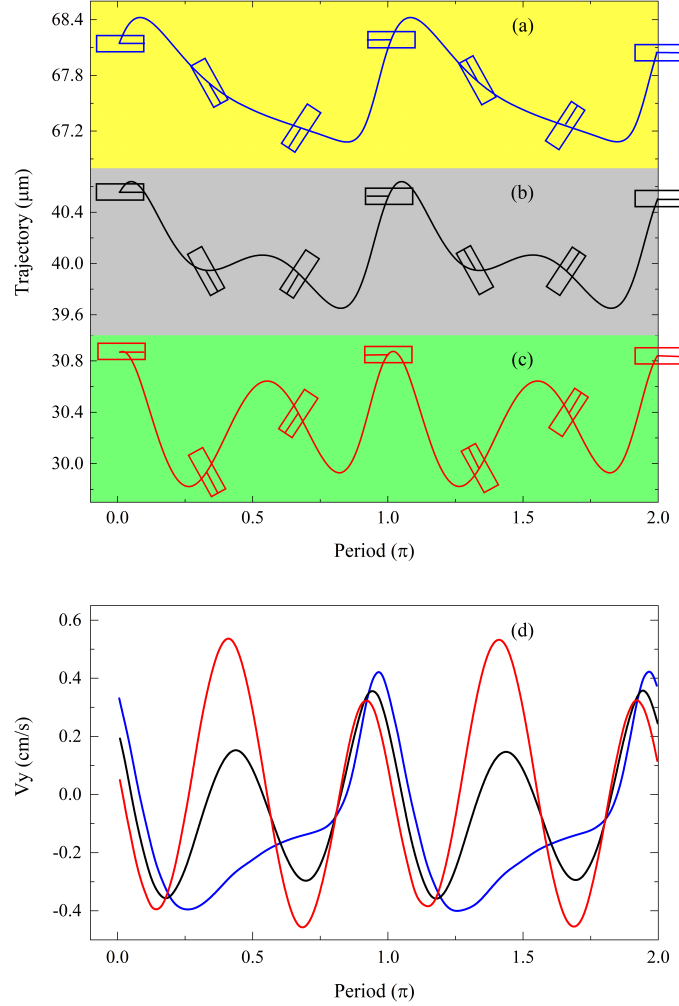 68.4
(a)
67.8
67.2
Trajectory (μm)
(b)
40.4
40.0
39.6
(c)
30.8
30.4
30.0
0.0 0.5 1.0 1.5 2.0
Period (π)
0.6
(d)
0.4
0.2
Vy (cm/s)
0.0
-0.2
-0.4
0.0 0.5 1.0 1.5 2.0
Period (π)